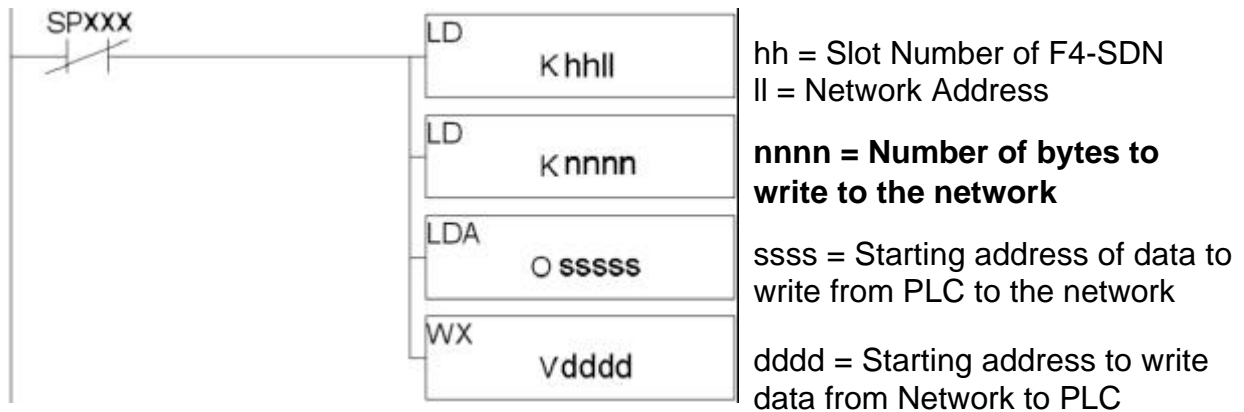 SPXXX
LD
K hhll
hh = Slot Number of F4-SDN
ll = Network Address
LD
K nnnn
nnnn = Number of bytes to
write to the network
LDA
O sssss
ssss = Starting address of data to
write from PLC to the network
WX
Vdddd
dddd = Starting address to write
data from Network to PLC